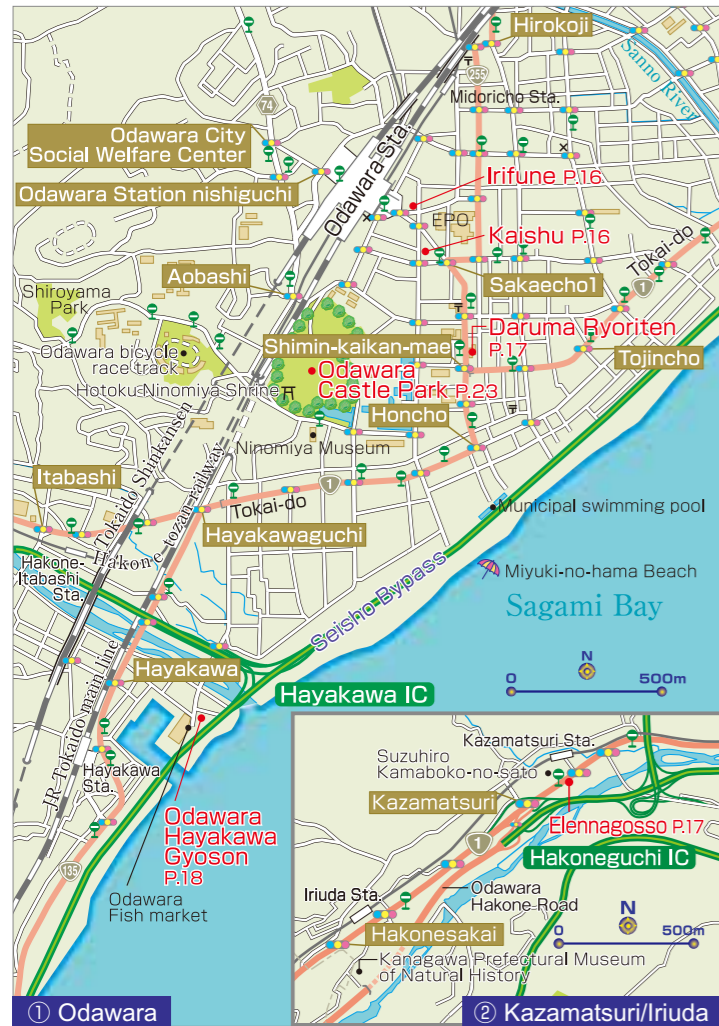 Hirokoji
255
Sanno River
74
Midoricho Sta.
Odawara City
Social Welfare Center
Odawara Sta.
Odawara Station nishiguchi
Irifune P.16
EPO
Kaishu P.16
Tokai-do
1
Aobashi
Sakaecho1
Shiroyama
Park
Odawara bicycle
race track
Shimin-kaikan-mae
Daruma Ryoriten
P.17
Tojincho
Odawara
Castle Park P.23
Hotoku Ninomiya Shrine
Honcho
Ninomiya Museum
Tokaido Shinkansen
Itabashi
1
Tokai-do
Hakone-tozan railway
Municipal swimming pool
Hayakawaguchi
Hakone-
Itabashi
Sta.
Seisho Bypass
Miyuki-no-hama Beach
Sagami Bay
Hayakawa
N
0
500m
Hayakawa IC
JR Tokaido main line
Hayakawa
Sta.
Odawara
Hayakawa
Gyoson
P.18
135
Odawara
Fish market
Kazamatsuri Sta.
Suzuhiro
Kamaboko-no-sato
Kazamatsuri
Elennagosso P.17
1
Hakoneguchi IC
Iriuda Sta.
Odawara
Hakone Road
N
0
500m
Hakonesakai
Kanagawa Prefectural Museum
of Natural History
① Odawara
② Kazamatsuri/Iriuda